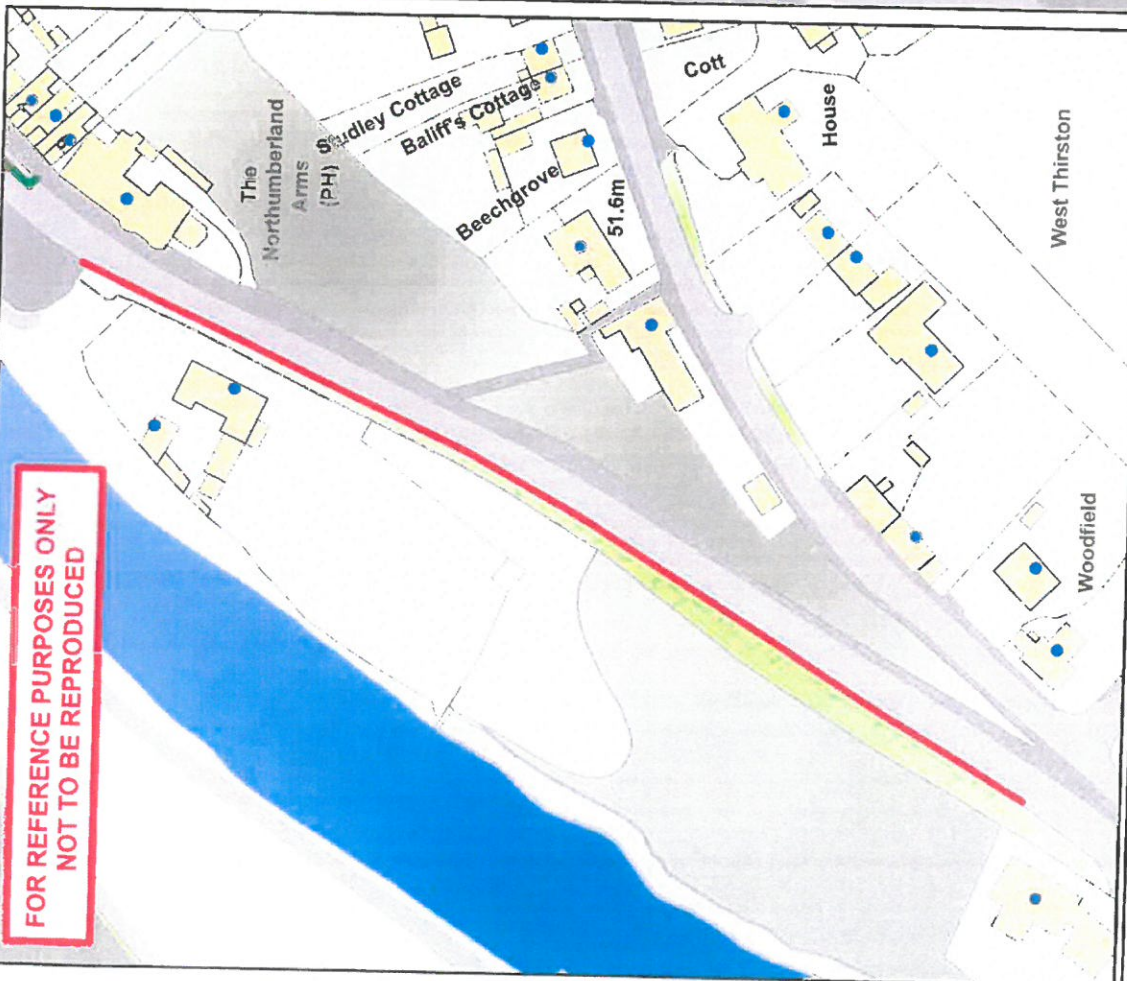 FOR REFERENCE PURPOSES ONLY
NOT TO BE REPRODUCED
The
Northumberland
Arms
(PH)
udley Cottage
Baliff's Cottage
Beechgrove
51.6m
Cott
House
West Thirston
Woodfield